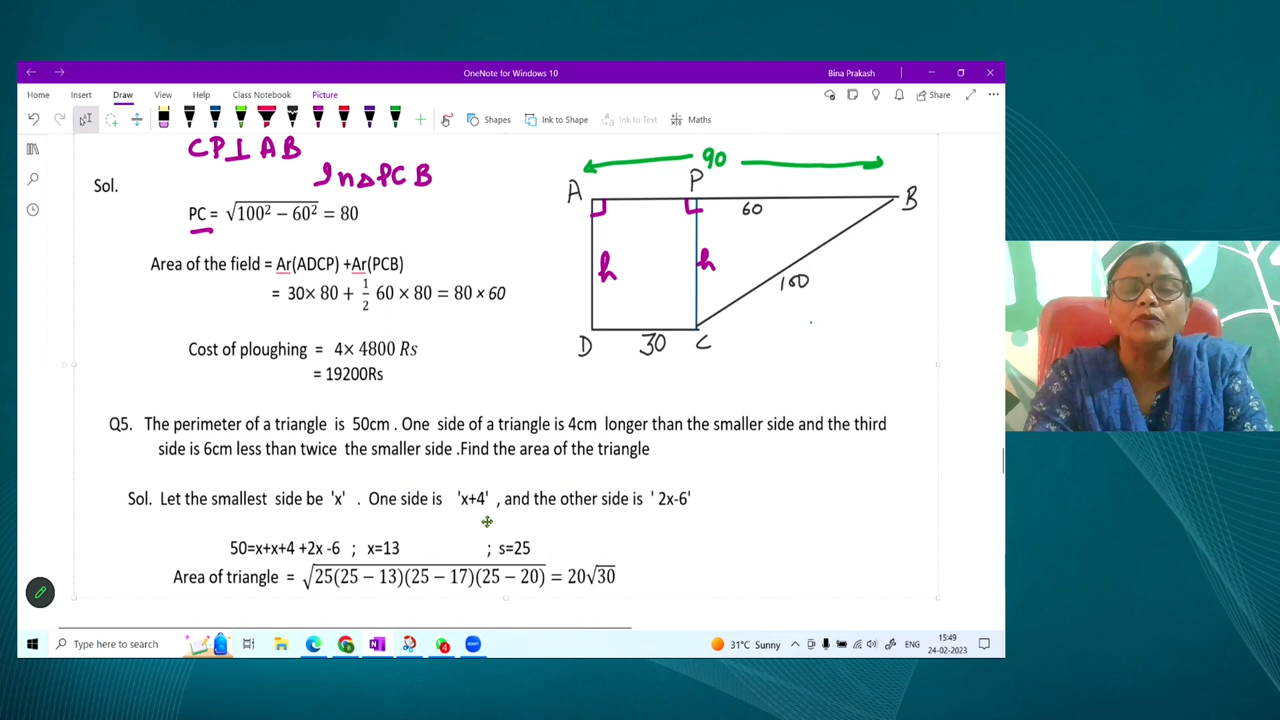 OneNote for Windows 10
Bina Prakash
Home Insert Draw View Help Class Notebook Picture
Share
Shapes Ink to Shape Ink to Text Maths
CP⊥AB
In ΔPCB
Sol.
PC = √(100² − 60²) = 80
Area of the field = Ar(ADCP) +Ar(PCB)
= 30× 80 + 1/2 60 × 80 = 80 × 60
Cost of ploughing = 4× 4800 Rs
= 19200Rs
90
A P B
60
h h
100
D 30 C
Q5. The perimeter of a triangle is 50cm . One side of a triangle is 4cm longer than the smaller side and the third
side is 6cm less than twice the smaller side .Find the area of the triangle
Sol. Let the smallest side be 'x' . One side is 'x+4' , and the other side is ' 2x-6'
50=x+x+4 +2x -6 ; x=13 ; s=25
Area of triangle = √(25(25 − 13)(25 − 17)(25 − 20)) = 20√30
Type here to search
4
zoom
31°C Sunny
ENG
15:49
24-02-2023